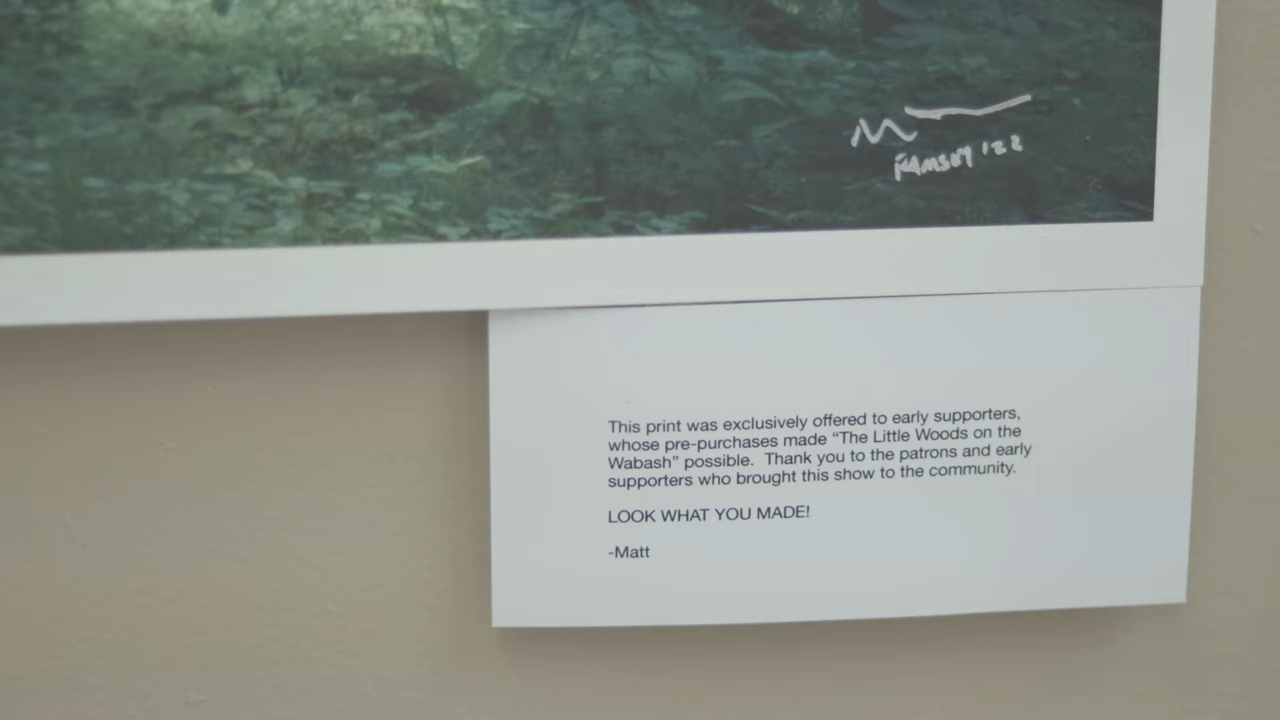 RAMSEY '22
This print was exclusively offered to early supporters,
whose pre-purchases made “The Little Woods on the
Wabash” possible.  Thank you to the patrons and early
supporters who brought this show to the community.
LOOK WHAT YOU MADE!
-Matt